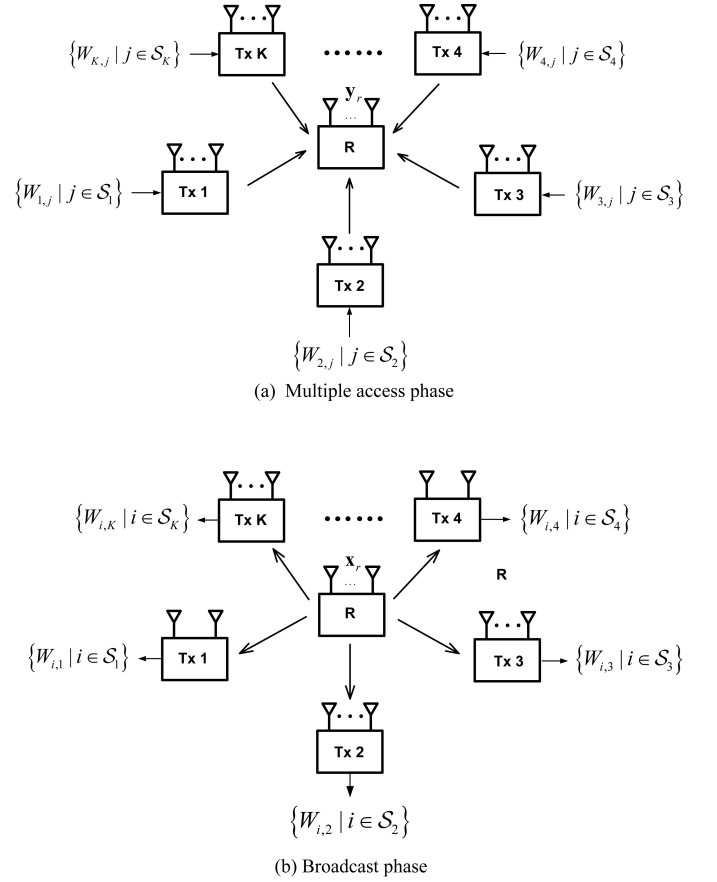 {W_{K,j} | j ∈ S_K}
Tx K
......
Tx 4
{W_{4,j} | j ∈ S_4}
y_r
...
R
{W_{1,j} | j ∈ S_1}
Tx 1
Tx 3
{W_{3,j} | j ∈ S_3}
Tx 2
{W_{2,j} | j ∈ S_2}
(a) Multiple access phase
{W_{i,K} | i ∈ S_K}
Tx K
......
Tx 4
{W_{i,4} | i ∈ S_4}
x_r
...
R
R
{W_{i,1} | i ∈ S_1}
Tx 1
Tx 3
{W_{i,3} | i ∈ S_3}
Tx 2
{W_{i,2} | i ∈ S_2}
(b) Broadcast phase